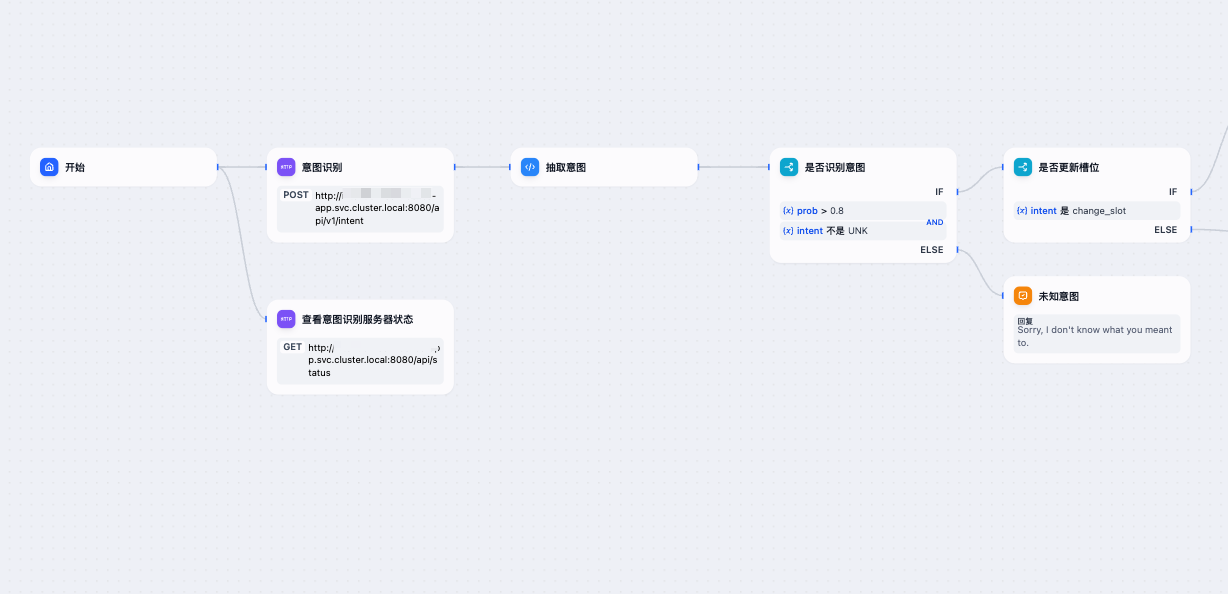 开始
HTTP
意图识别
POST
http://
-
app.svc.cluster.local:8080/a
pi/v1/intent
HTTP
查看意图识别服务器状态
GET
http://
p.svc.cluster.local:8080/api/s
tatus
抽取意图
是否识别意图
IF
{x} prob > 0.8
AND
{x} intent 不是 UNK
ELSE
是否更新槽位
IF
{x} intent 是 change_slot
ELSE
未知意图
回复
Sorry, I don't know what you meant
to.